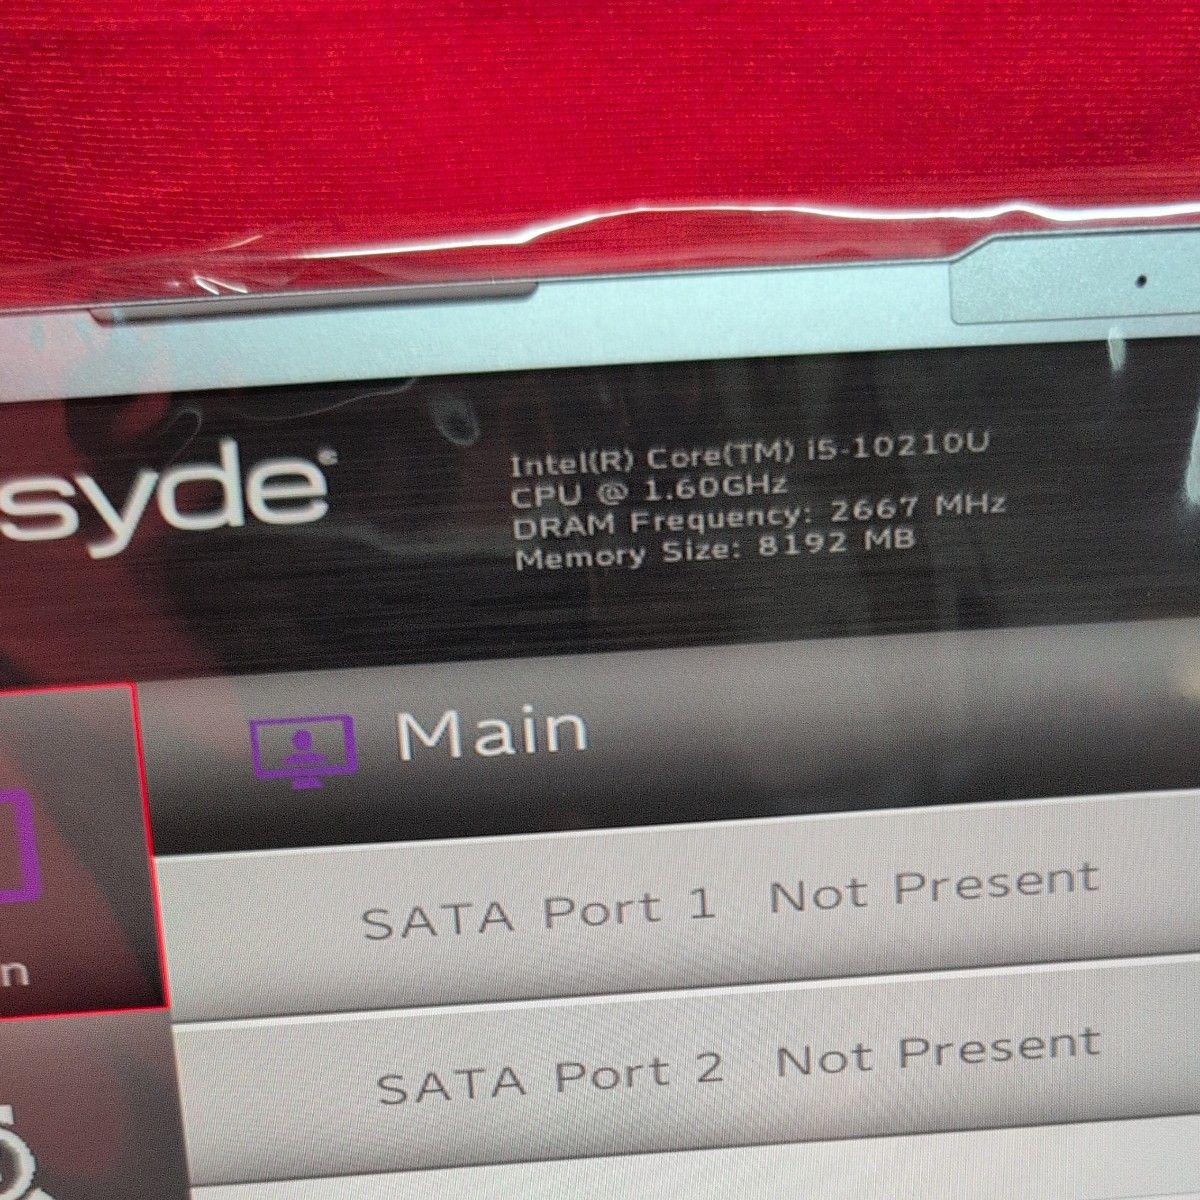 syde®
Intel(R) Core(TM) i5-10210U
CPU @ 1.60GHz
DRAM Frequency: 2667 MHz
Memory Size: 8192 MB
Main
SATA Port 1 Not Present
n
SATA Port 2 Not Present